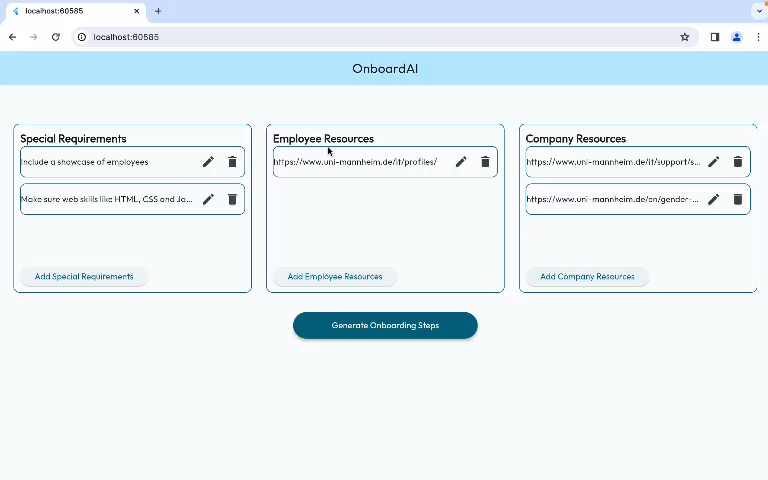 localhost:60585
localhost:60585
OnboardAI
Special Requirements
Include a showcase of employees
Make sure web skills like HTML, CSS and Ja...
Add Special Requirements
Employee Resources
https://www.uni-mannheim.de/it/profiles/
Add Employee Resources
Company Resources
https://www.uni-mannheim.de/it/support/s...
https://www.uni-mannheim.de/en/gender-...
Add Company Resources
Generate Onboarding Steps